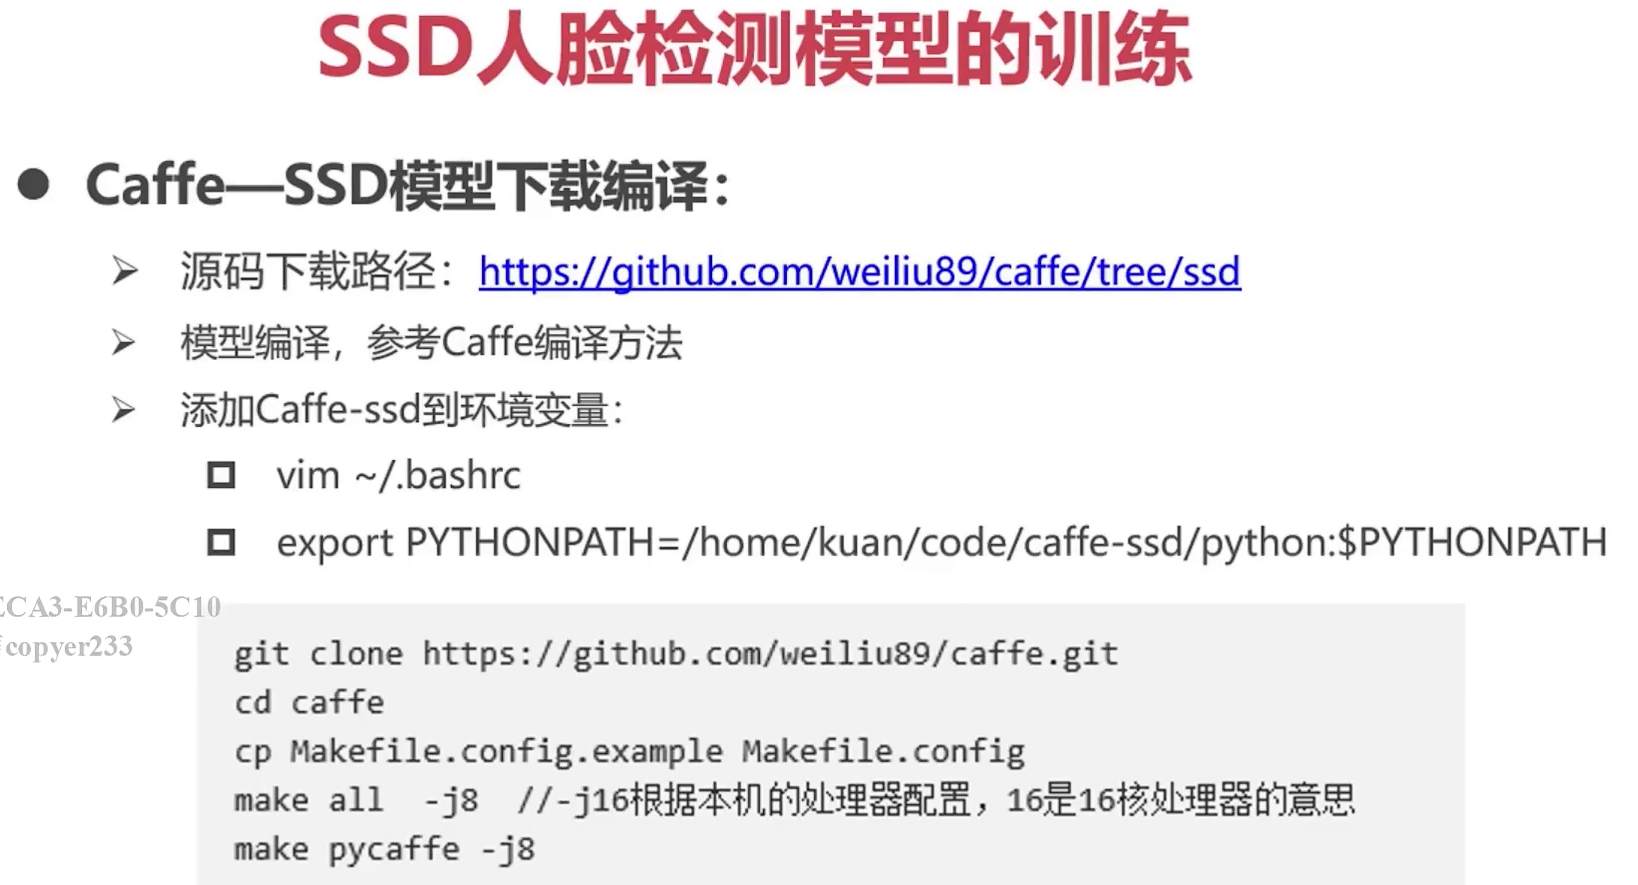 SSD人脸检测模型的训练
Caffe—SSD模型下载编译：
源码下载路径：https://github.com/weiliu89/caffe/tree/ssd
模型编译，参考Caffe编译方法
添加Caffe-ssd到环境变量：
vim ~/.bashrc
export PYTHONPATH=/home/kuan/code/caffe-ssd/python:$PYTHONPATH
ECA3-E6B0-5C10
copyer233
git clone https://github.com/weiliu89/caffe.git
cd caffe
cp Makefile.config.example Makefile.config
make all  -j8  //-j16根据本机的处理器配置，16是16核处理器的意思
make pycaffe -j8